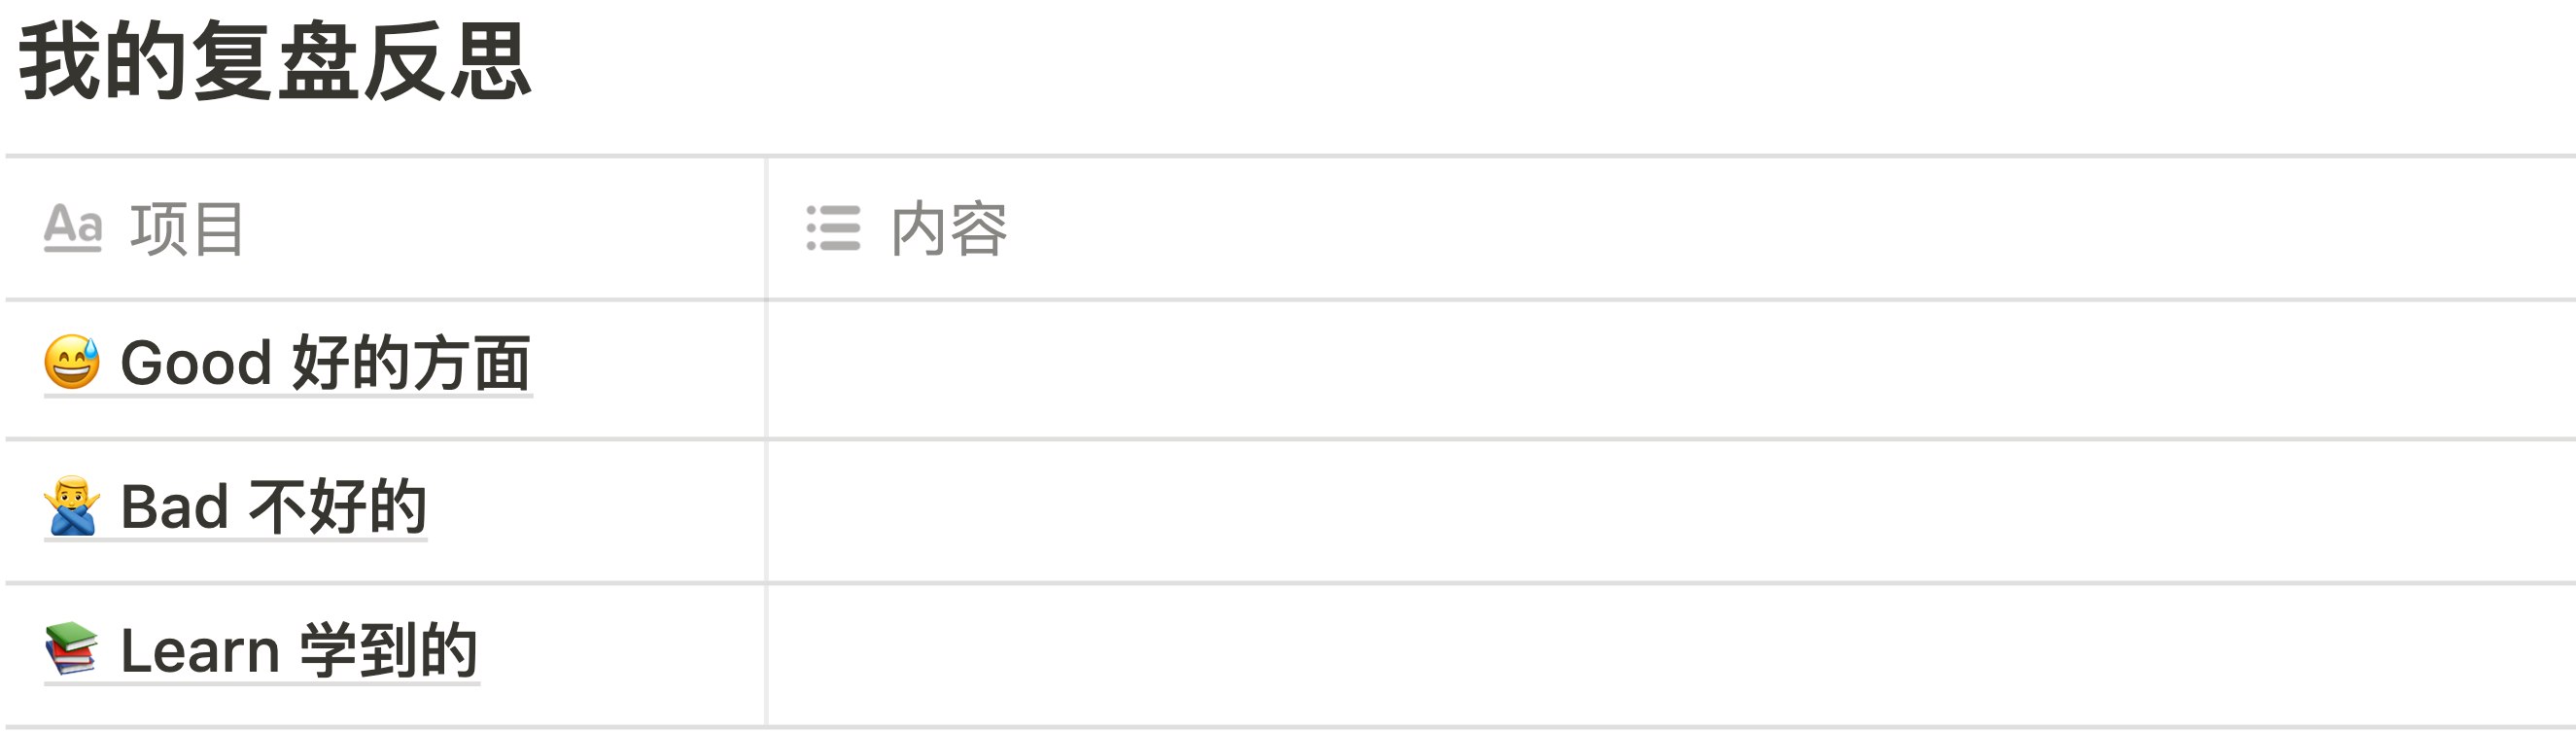 我的复盘反思
Aa 项目
内容
😅 Good 好的方面
🙅‍♂️ Bad 不好的
📚 Learn 学到的